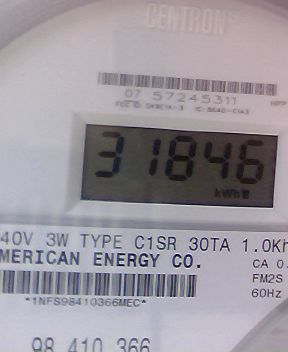 CENTRON®
07 57245311
31846
kWh
40V 3W TYPE C1SR 30TA 1.0Kh
MERICAN ENERGY CO.
CA 0.
FM2S
*1NFS98410366MEC*
60Hz
98 410 366